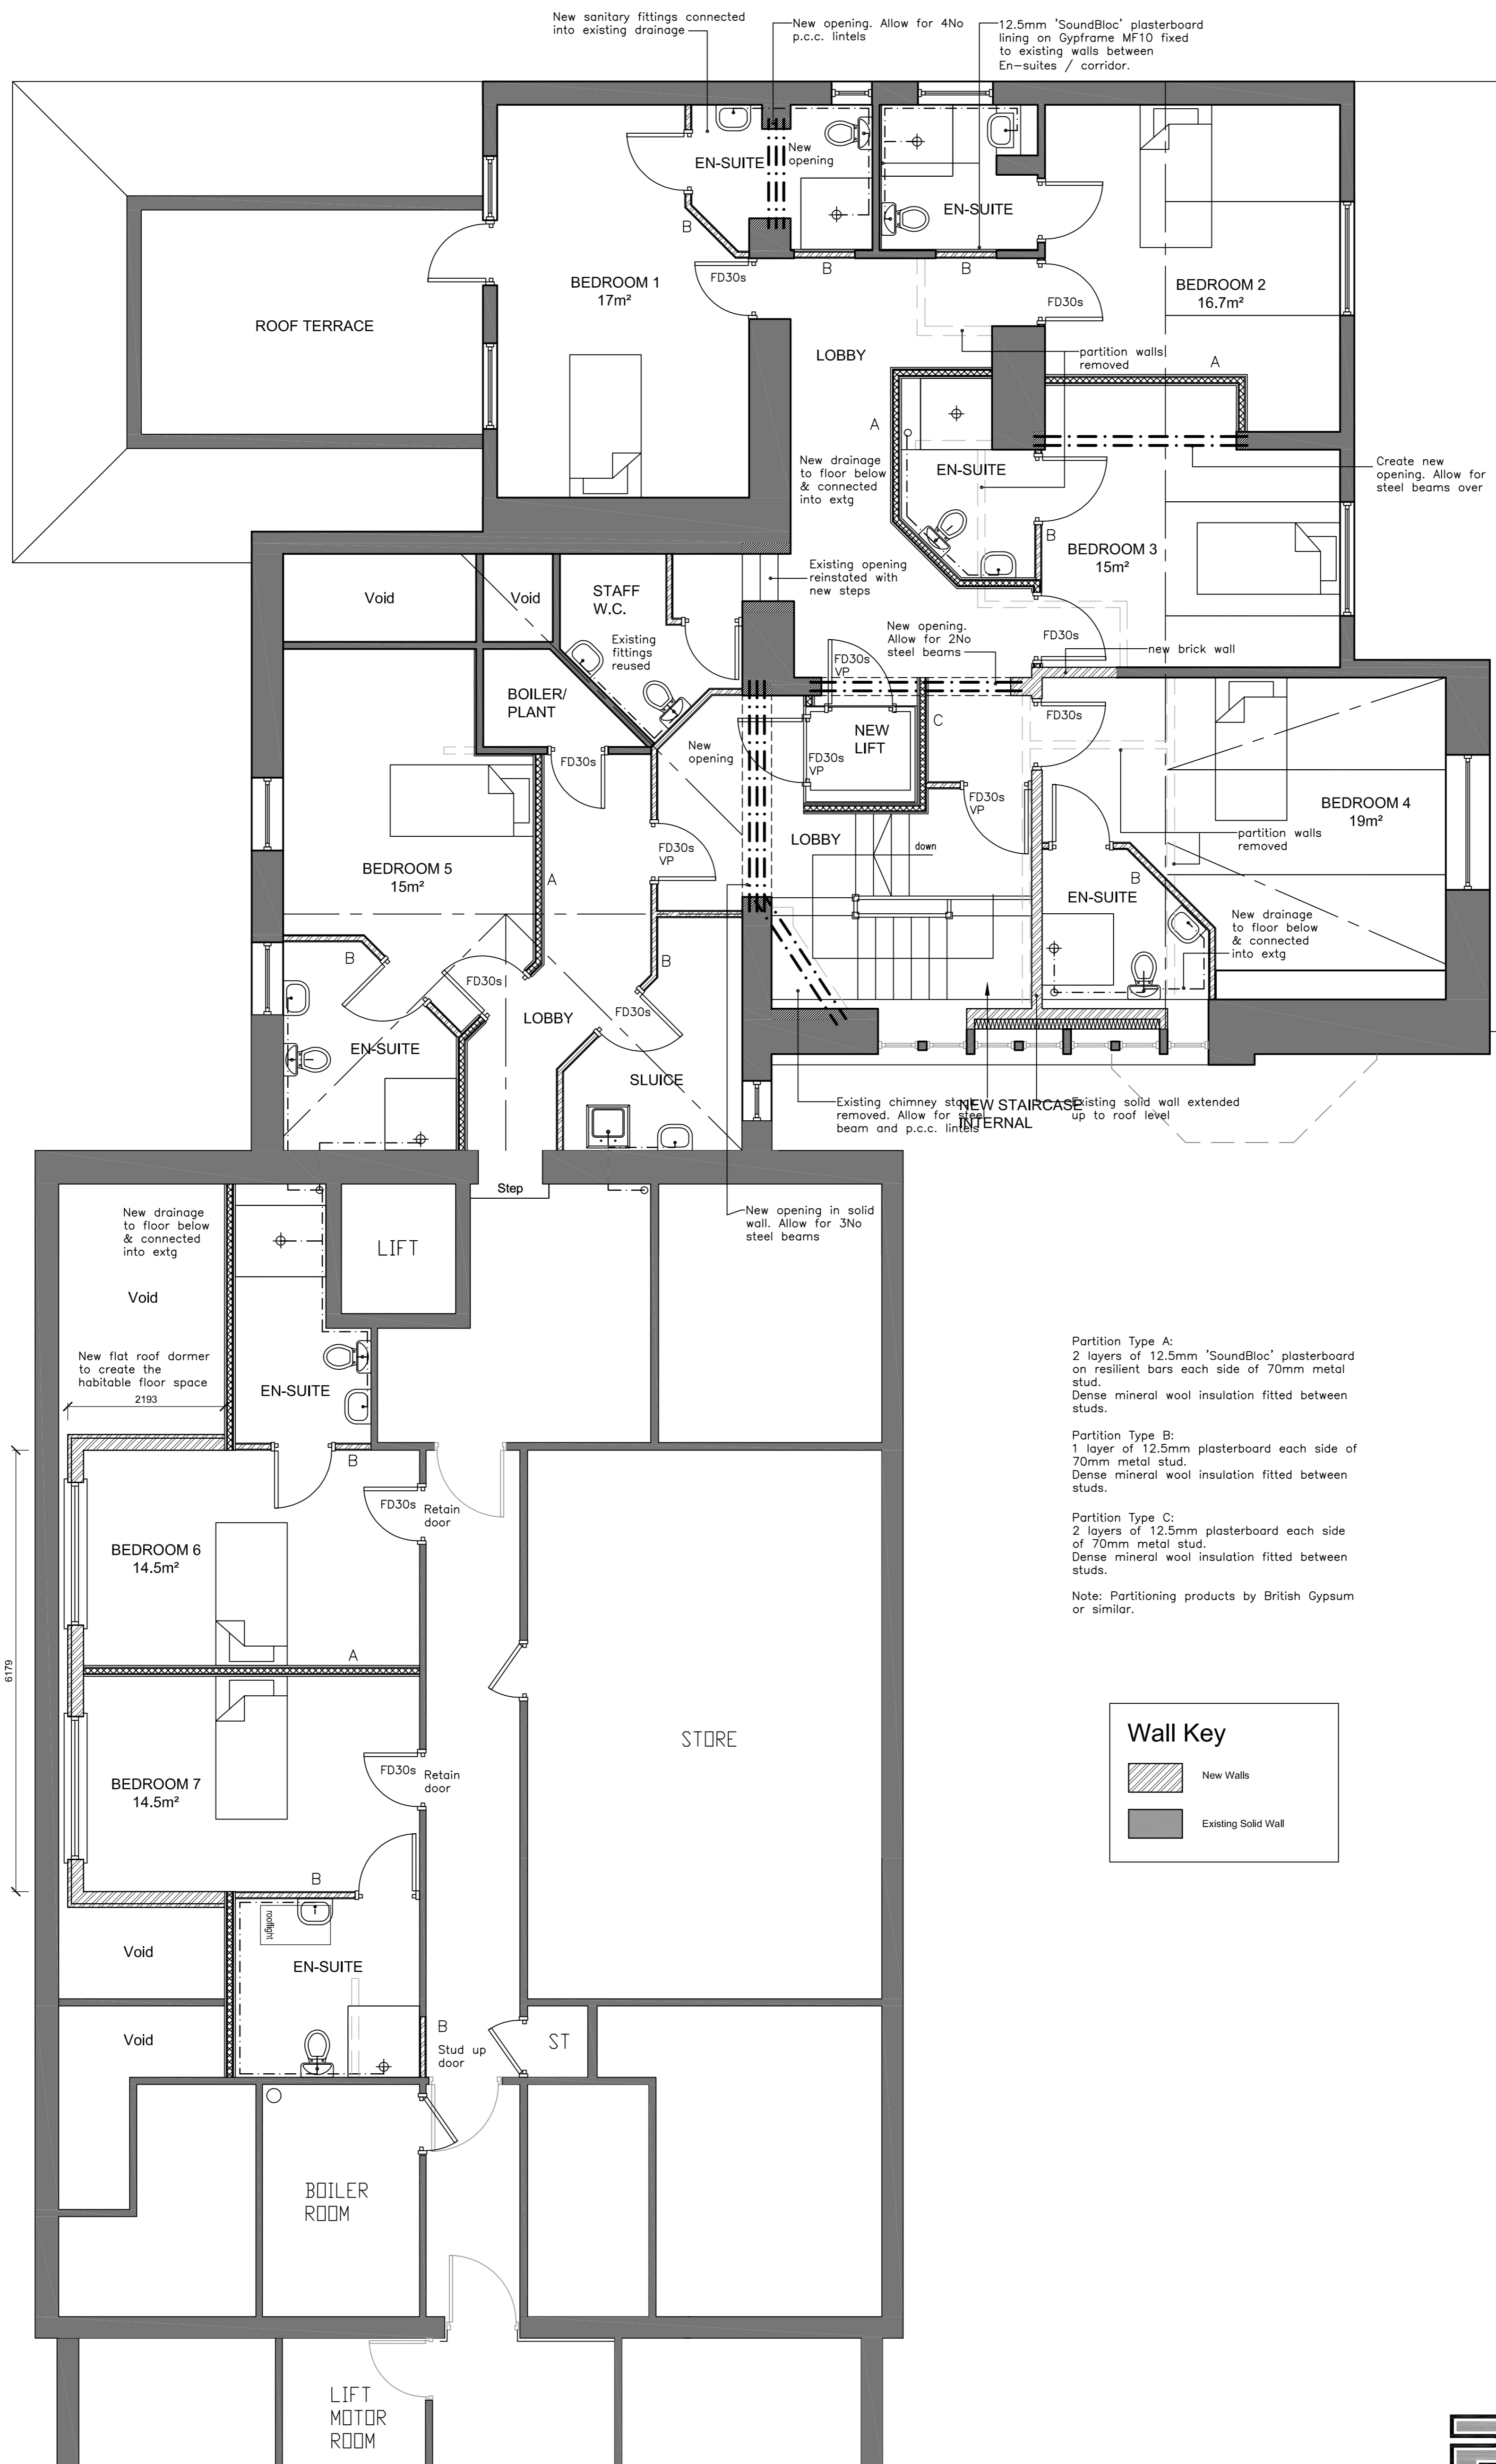 New sanitary fittings connected
into existing drainage
New opening. Allow for 4No
p.c.c. lintels
12.5mm 'SoundBloc' plasterboard
lining on Gypframe MF10 fixed
to existing walls between
En-suites / corridor.
EN-SUITE
New
opening
EN-SUITE
B
B
B
FD30s
BEDROOM 1
17m²
FD30s
BEDROOM 2
16.7m²
ROOF TERRACE
LOBBY
partition walls
removed
A
A
New drainage
to floor below
& connected
into extg
EN-SUITE
Create new
opening. Allow for
steel beams over
B
BEDROOM 3
15m²
Existing opening
reinstated with
new steps
Void
Void
STAFF
W.C.
Existing
fittings
reused
New opening.
Allow for 2No
steel beams
FD30s
new brick wall
FD30s
VP
BOILER/
PLANT
New
opening
NEW
LIFT
C
FD30s
FD30s
FD30s
VP
FD30s
VP
BEDROOM 4
19m²
LOBBY
down
partition walls
removed
FD30s
VP
BEDROOM 5
15m²
A
B
EN-SUITE
New drainage
to floor below
& connected
into extg
B
B
FD30s
LOBBY
FD30s
EN-SUITE
SLUICE
Existing chimney stack
removed. Allow for steel
beam and p.c.c. lintels
NEW STAIRCASE
INTERNAL
Existing solid wall extended
up to roof level
Step
New drainage
to floor below
& connected
into extg
LIFT
New opening in solid
wall. Allow for 3No
steel beams
Void
New flat roof dormer
to create the
habitable floor space
2193
EN-SUITE
B
FD30s
Retain
door
BEDROOM 6
14.5m²
A
6179
STORE
FD30s
Retain
door
BEDROOM 7
14.5m²
B
rooflight
Void
EN-SUITE
Void
B
Stud up
door
ST
BOILER
ROOM
LIFT
MOTOR
ROOM
Partition Type A:
2 layers of 12.5mm 'SoundBloc' plasterboard
on resilient bars each side of 70mm metal
stud.
Dense mineral wool insulation fitted between
studs.
Partition Type B:
1 layer of 12.5mm plasterboard each side of
70mm metal stud.
Dense mineral wool insulation fitted between
studs.
Partition Type C:
2 layers of 12.5mm plasterboard each side
of 70mm metal stud.
Dense mineral wool insulation fitted between
studs.
Note: Partitioning products by British Gypsum
or similar.
Wall Key
New Walls
Existing Solid Wall